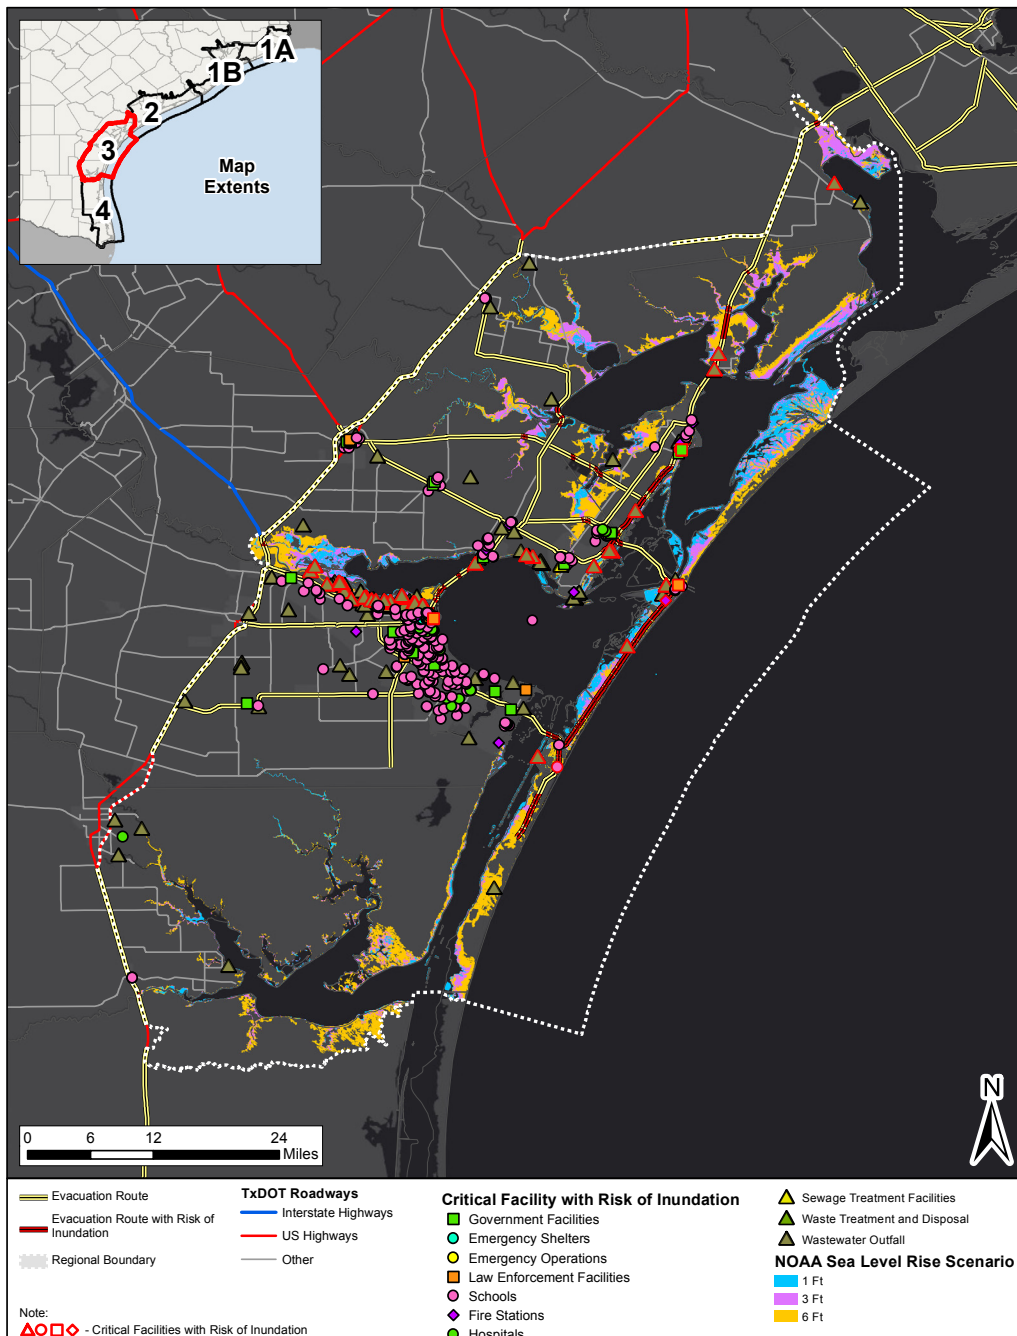 1A
1B
2
3
4
Map
Extents
N
0 6 12 24
Miles
Evacuation Route
Evacuation Route with Risk of
Inundation
Regional Boundary
Note:
- Critical Facilities with Risk of Inundation
TxDOT Roadways
Interstate Highways
US Highways
Other
Critical Facility with Risk of Inundation
Government Facilities
Emergency Shelters
Emergency Operations
Law Enforcement Facilities
Schools
Fire Stations
Hospitals
Sewage Treatment Facilities
Waste Treatment and Disposal
Wastewater Outfall
NOAA Sea Level Rise Scenario
1 Ft
3 Ft
6 Ft